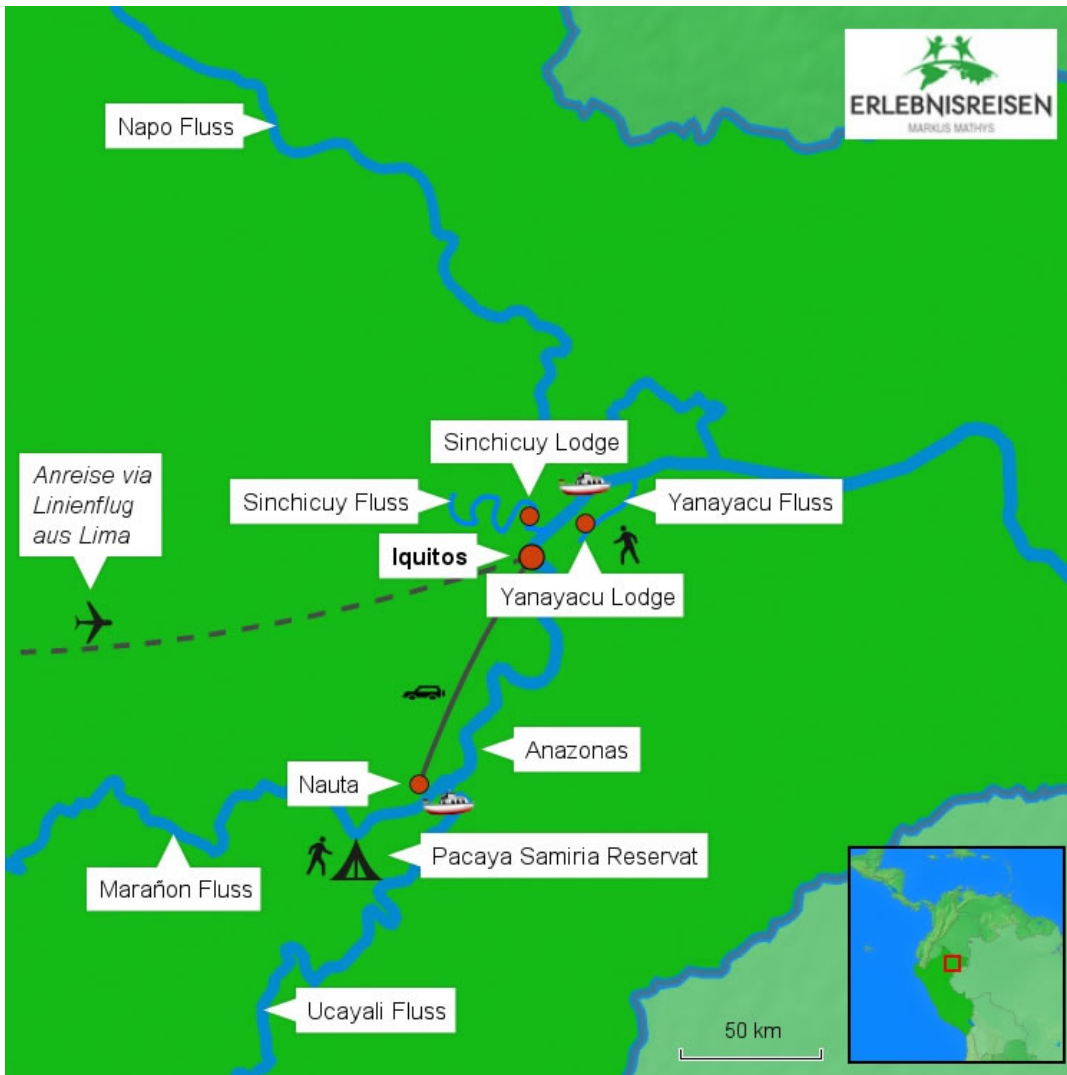 ERLEBNISREISEN
MARKUS MATHYS
Napo Fluss
Sinchicuy Lodge
Anreise via
Linienflug
aus Lima
Sinchicuy Fluss
Yanayacu Fluss
Iquitos
Yanayacu Lodge
Anazonas
Nauta
Pacaya Samiria Reservat
Marañon Fluss
Ucayali Fluss
50 km